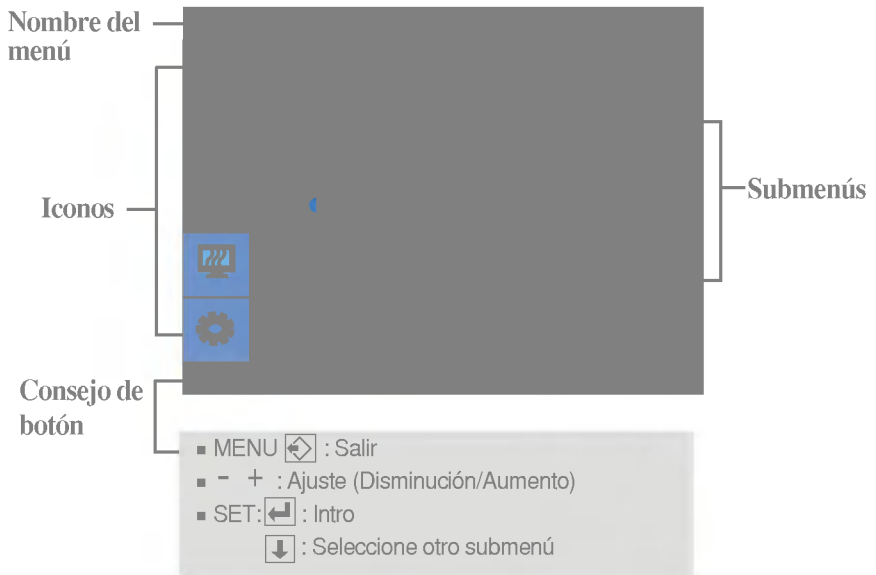 Nombre del
menú
Iconos
Submenús
Consejo de
botón
▪ MENU : Salir
▪ - + : Ajuste (Disminución/Aumento)
▪ SET: : Intro
: Seleccione otro submenú